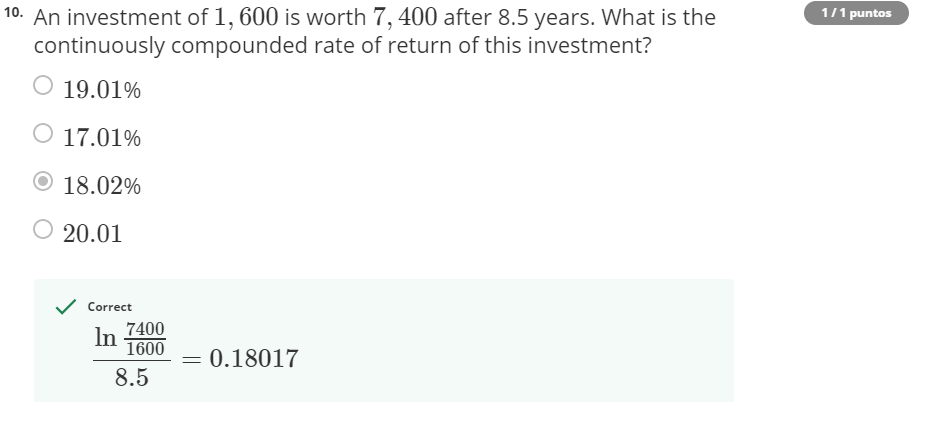 10. An investment of 1, 600 is worth 7, 400 after 8.5 years. What is the
1 / 1 puntos
continuously compounded rate of return of this investment?
19.01%
17.01%
18.02%
20.01
Correct
ln 7400/1600
8.5
= 0.18017